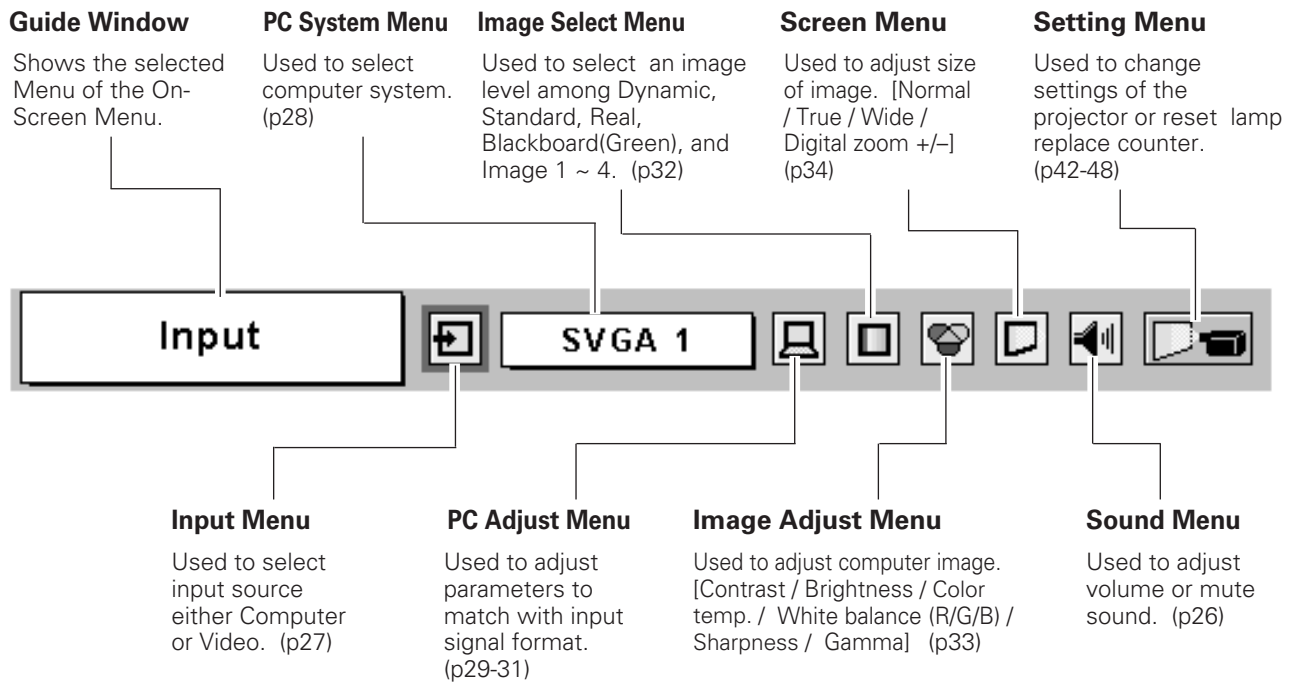 Guide Window
Shows the selected
Menu of the On-
Screen Menu.
PC System Menu
Used to select
computer system.
(p28)
Image Select Menu
Used to select an image
level among Dynamic,
Standard, Real,
Blackboard(Green), and
Image 1 ~ 4. (p32)
Screen Menu
Used to adjust size
of image. [Normal
/ True / Wide /
Digital zoom +/–]
(p34)
Setting Menu
Used to change
settings of the
projector or reset lamp
replace counter.
(p42-48)
Input
SVGA 1
Input Menu
Used to select
input source
either Computer
or Video. (p27)
PC Adjust Menu
Used to adjust
parameters to
match with input
signal format.
(p29-31)
Image Adjust Menu
Used to adjust computer image.
[Contrast / Brightness / Color
temp. / White balance (R/G/B) /
Sharpness / Gamma] (p33)
Sound Menu
Used to adjust
volume or mute
sound. (p26)